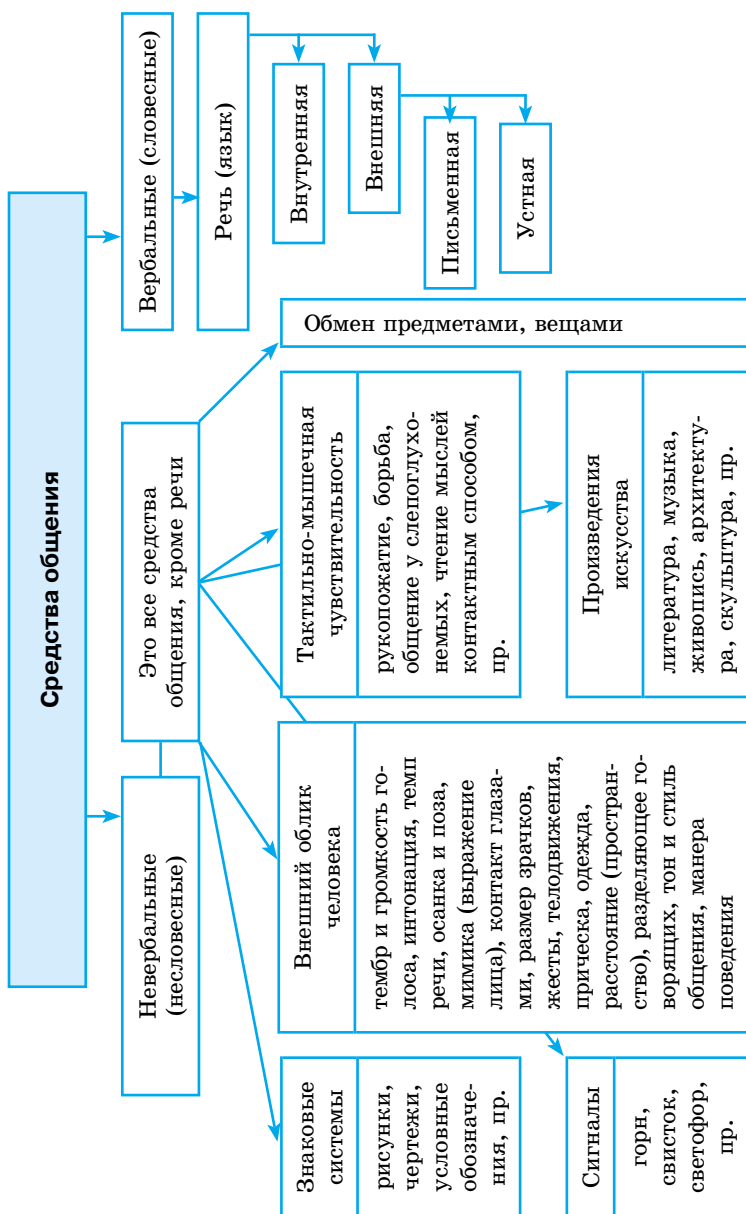 Средства общения
Невербальные
(несловесные)
Это все средства
общения, кроме речи
Вербальные (словесные)
Речь (язык)
Внутренняя
Внешняя
Письменная
Устная
Знаковые
системы
рисунки,
чертежи,
условные
обозначе-
ния, пр.
Внешний облик
человека
тембр и громкость го-
лоса, интонация, темп
речи, осанка и поза,
мимика (выражение
лица), контакт глаза-
ми, размер зрачков,
жесты, телодвижения,
прическа, одежда,
расстояние (простран-
ство), разделяющее го-
ворящих, тон и стиль
общения, манера
поведения
Тактильно-мышечная
чувствительность
рукопожатие, борьба,
общение у слепоглухо-
немых, чтение мыслей
контактным способом,
пр.
Обмен предметами, вещами
Сигналы
горн,
свисток,
светофор,
пр.
Произведения
искусства
литература, музыка,
живопись, архитекту-
ра, скульптура, пр.